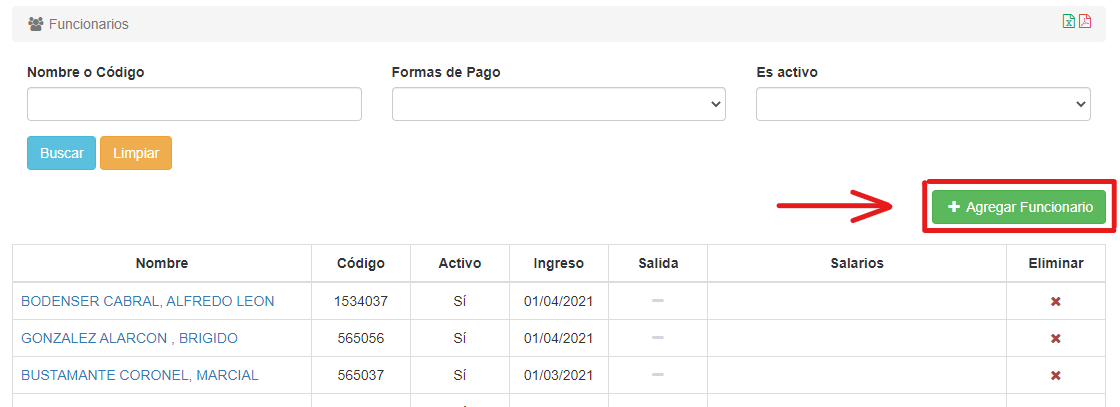 Funcionarios
Nombre o Código Formas de Pago Es activo
Buscar Limpiar
Agregar Funcionario
Nombre Código Activo Ingreso Salida Salarios Eliminar
BODENSER CABRAL, ALFREDO LEON 1534037 Sí 01/04/2021
GONZALEZ ALARCON , BRIGIDO 565056 Sí 01/04/2021
BUSTAMANTE CORONEL, MARCIAL 565037 Sí 01/03/2021